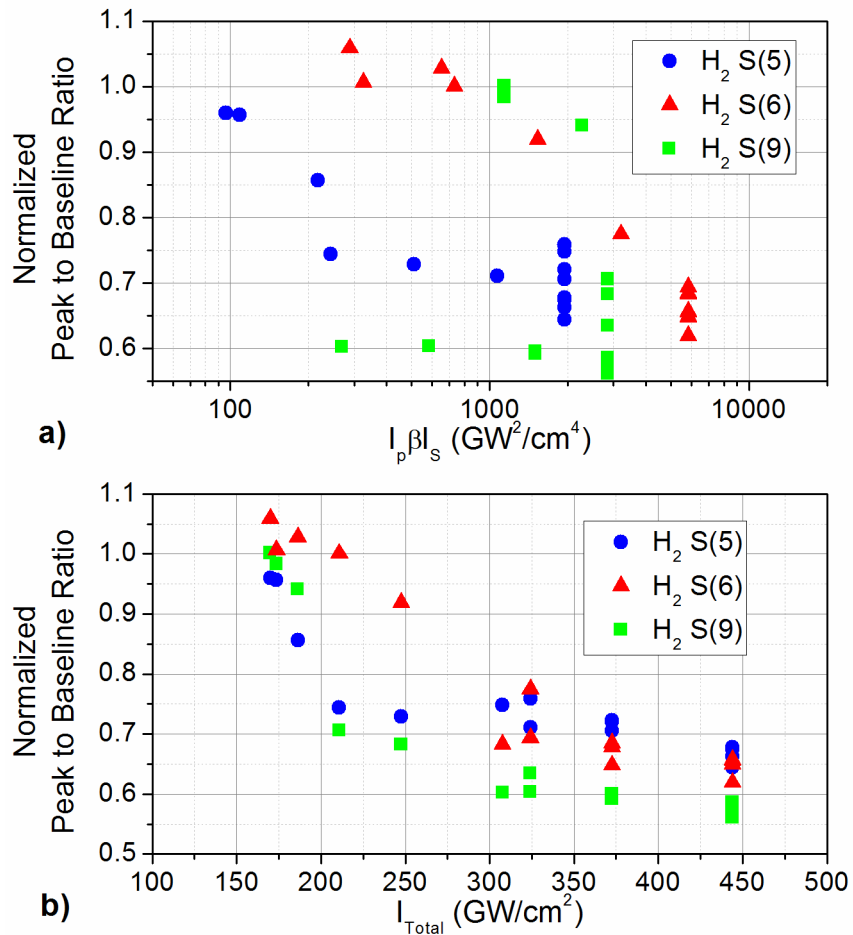 1.1
1.0
0.9
0.8
0.7
0.6
Normalized
Peak to Baseline Ratio
H2 S(5)
H2 S(6)
H2 S(9)
100 1000 10000
a)
IpβIS (GW2/cm4)
1.1
1.0
0.9
0.8
0.7
0.6
0.5
Normalized
Peak to Baseline Ratio
H2 S(5)
H2 S(6)
H2 S(9)
100 150 200 250 300 350 400 450 500
b)
ITotal (GW/cm2)